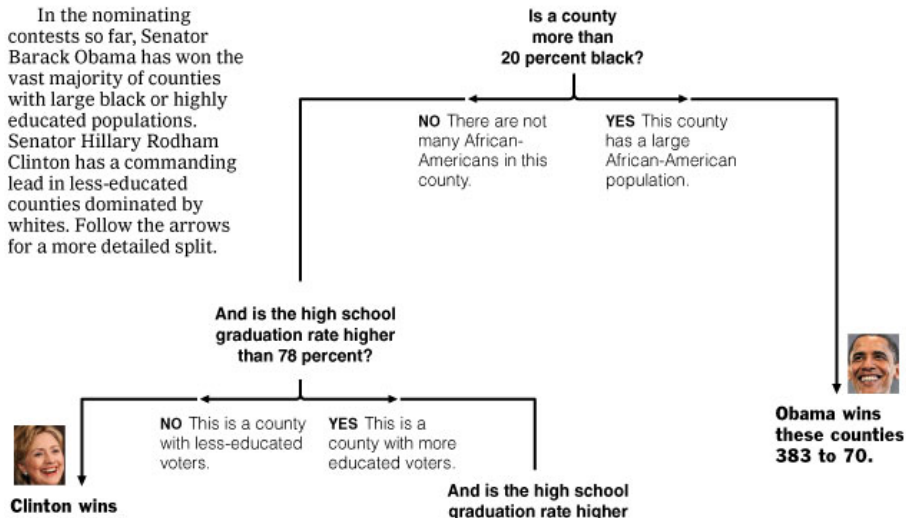 In the nominating
contests so far, Senator
Barack Obama has won the
vast majority of counties
with large black or highly
educated populations.
Senator Hillary Rodham
Clinton has a commanding
lead in less-educated
counties dominated by
whites. Follow the arrows
for a more detailed split.
Is a county
more than
20 percent black?
NO There are not
many African-
Americans in this
county.
YES This county
has a large
African-American
population.
And is the high school
graduation rate higher
than 78 percent?
NO This is a county
with less-educated
voters.
YES This is a
county with more
educated voters.
Obama wins
these counties
383 to 70.
Clinton wins
And is the high school
graduation rate higher